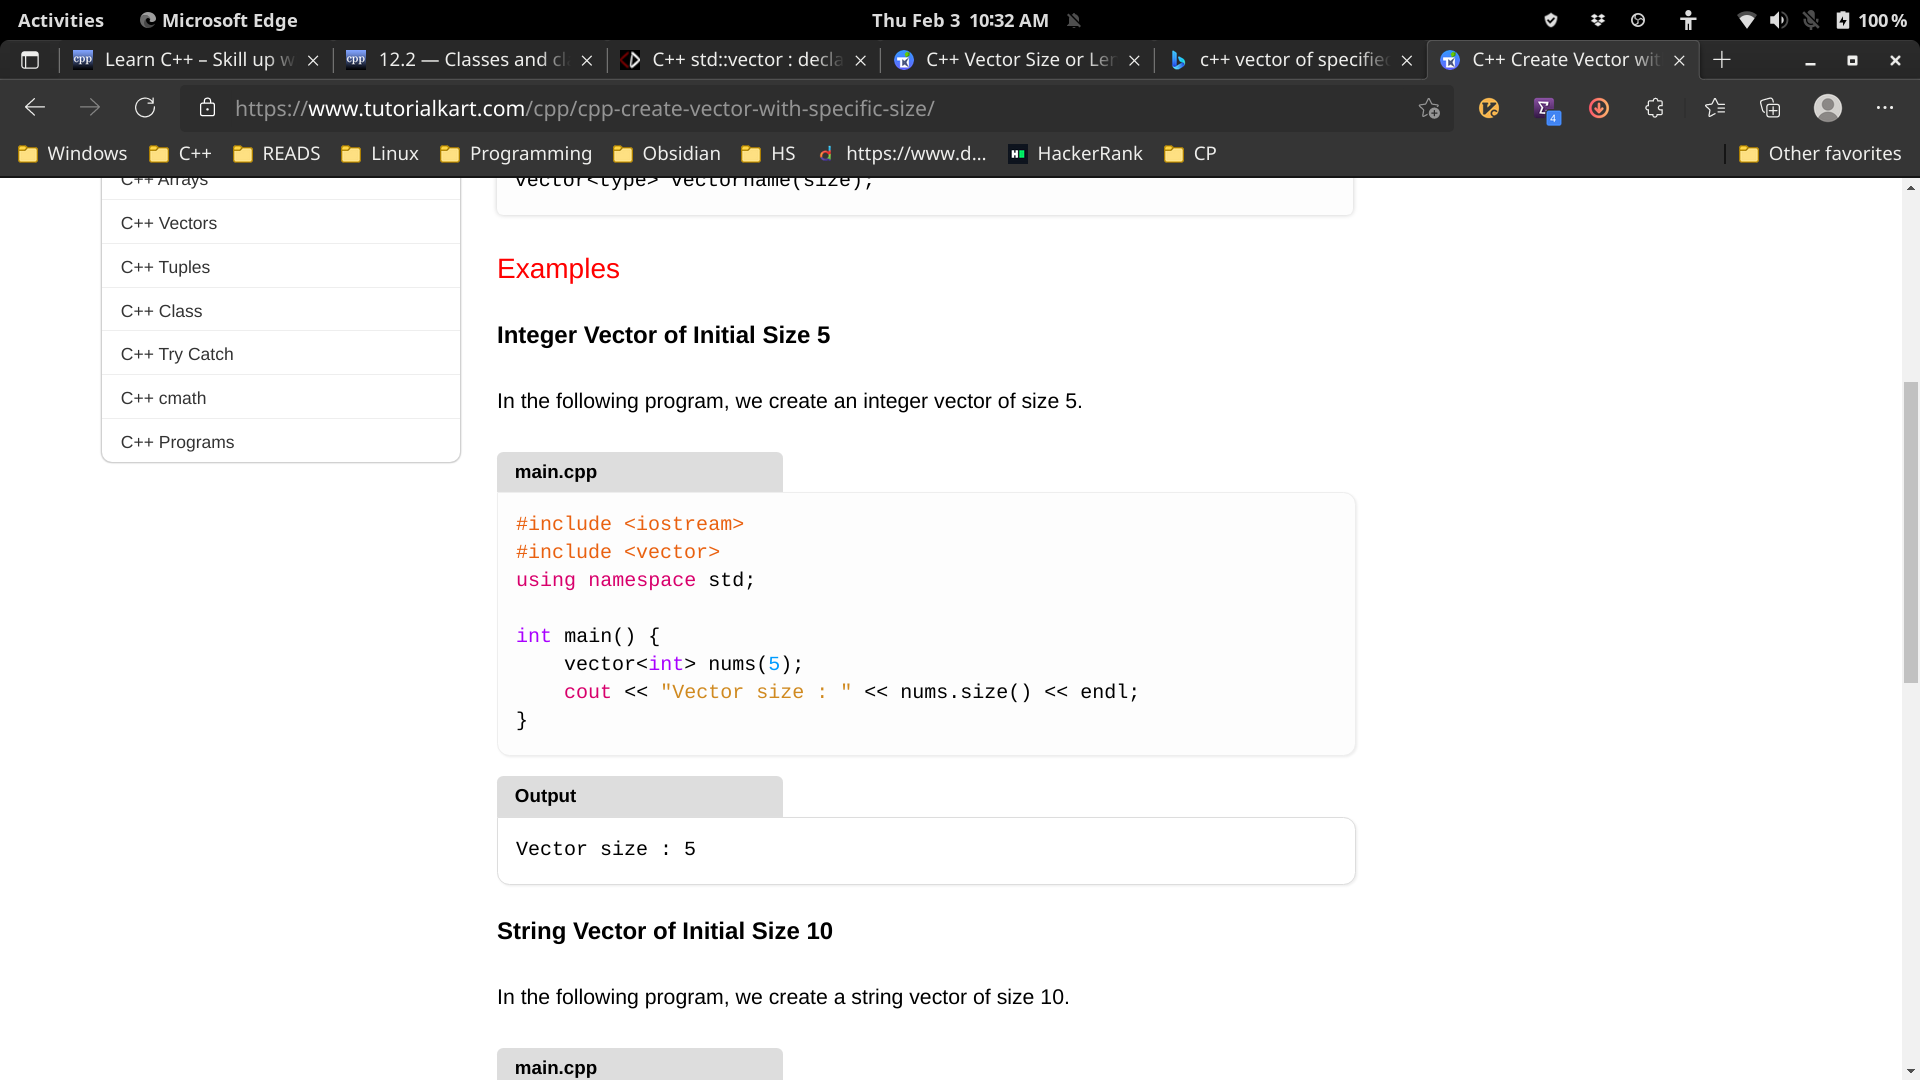 Activities
Microsoft Edge
Thu Feb 3  10:32 AM
100 %
Learn C++ – Skill up w
12.2 — Classes and cl
C++ std::vector : decla
C++ Vector Size or Len
c++ vector of specified
C++ Create Vector with
https://www.tutorialkart.com/cpp/cpp-create-vector-with-specific-size/
4
Windows
C++
READS
Linux
Programming
Obsidian
HS
https://www.d...
HackerRank
CP
Other favorites
C++ Arrays
C++ Vectors
C++ Tuples
C++ Class
C++ Try Catch
C++ cmath
C++ Programs
vector<type> vectorname(size);
Examples
Integer Vector of Initial Size 5
In the following program, we create an integer vector of size 5.
main.cpp
#include <iostream>
#include <vector>
using namespace std;
int main() {
    vector<int> nums(5);
    cout << "Vector size : " << nums.size() << endl;
}
Output
Vector size : 5
String Vector of Initial Size 10
In the following program, we create a string vector of size 10.
main.cpp